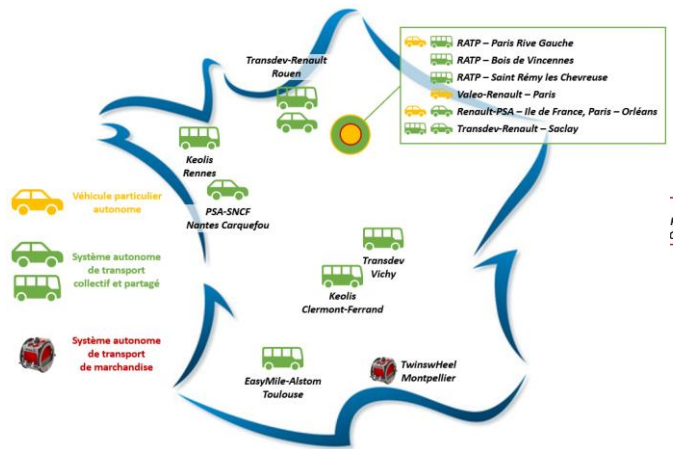 Transdev-Renault
Rouen
RATP – Paris Rive Gauche
RATP – Bois de Vincennes
RATP – Saint Rémy les Chevreuse
Valeo-Renault – Paris
Renault-PSA – Ile de France, Paris – Orléans
Transdev-Renault – Saclay
Keolis
Rennes
PSA-SNCF
Nantes Carquefou
Véhicule particulier
autonome
Système autonome
de transport
collectif et partagé
Transdev
Vichy
Keolis
Clermont-Ferrand
Système autonome
de transport
de marchandise
EasyMile-Alstom
Toulouse
TwinswHeel
Montpellier